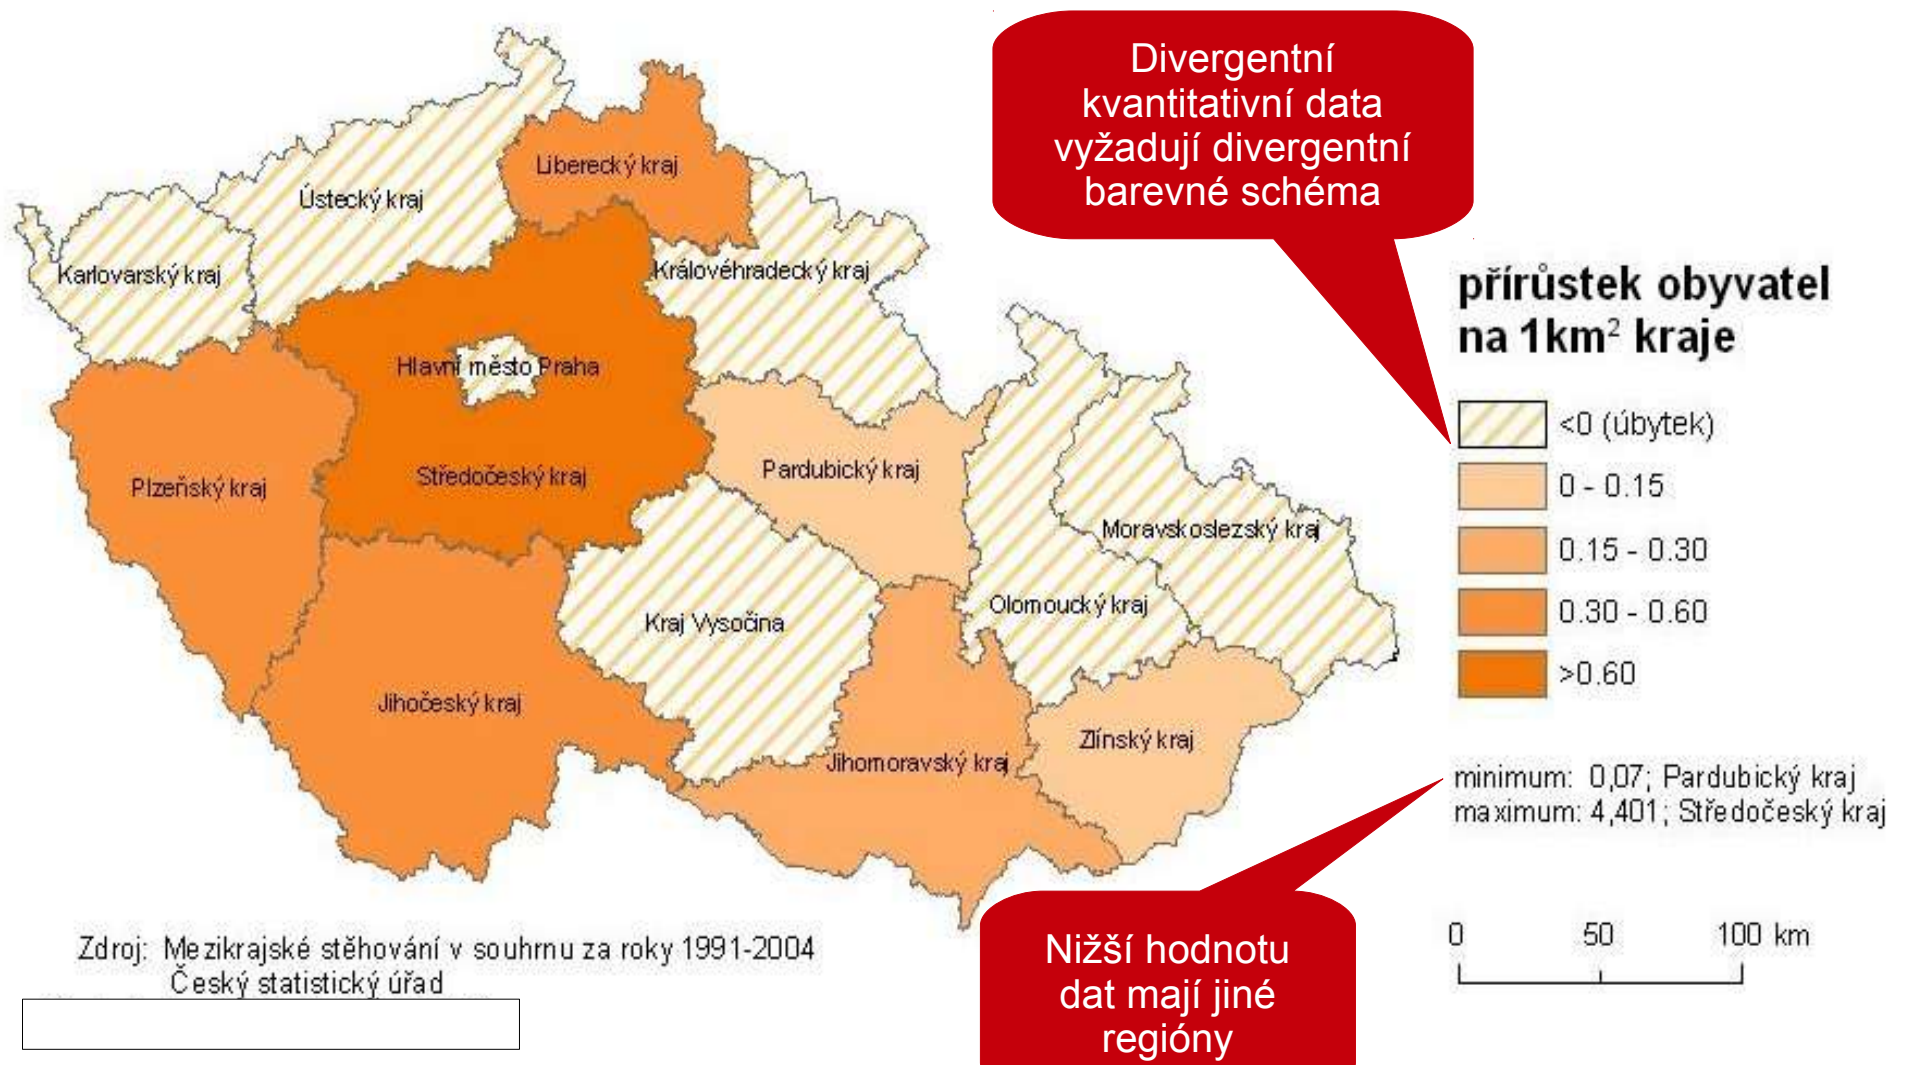 Divergentní
kvantitativní data
vyžadují divergentní
barevné schéma
Liberecký kraj
Ústecký kraj
Karlovarský kraj
Královéhradecký kraj
Hlavní město Praha
Plzeňský kraj
Středočeský kraj
Pardubický kraj
Moravskoslezský kraj
Olomoucký kraj
Kraj Vysočina
Jihočeský kraj
Zlínský kraj
Jihomoravský kraj
přírůstek obyvatel
na 1km² kraje
<0 (úbytek)
0 - 0.15
0.15 - 0.30
0.30 - 0.60
>0.60
minimum: 0,07; Pardubický kraj
maximum: 4,401; Středočeský kraj
0 50 100 km
Nižší hodnotu
dat mají jiné
regióny
Zdroj: Mezikrajské stěhování v souhrnu za roky 1991-2004
Český statistický úřad